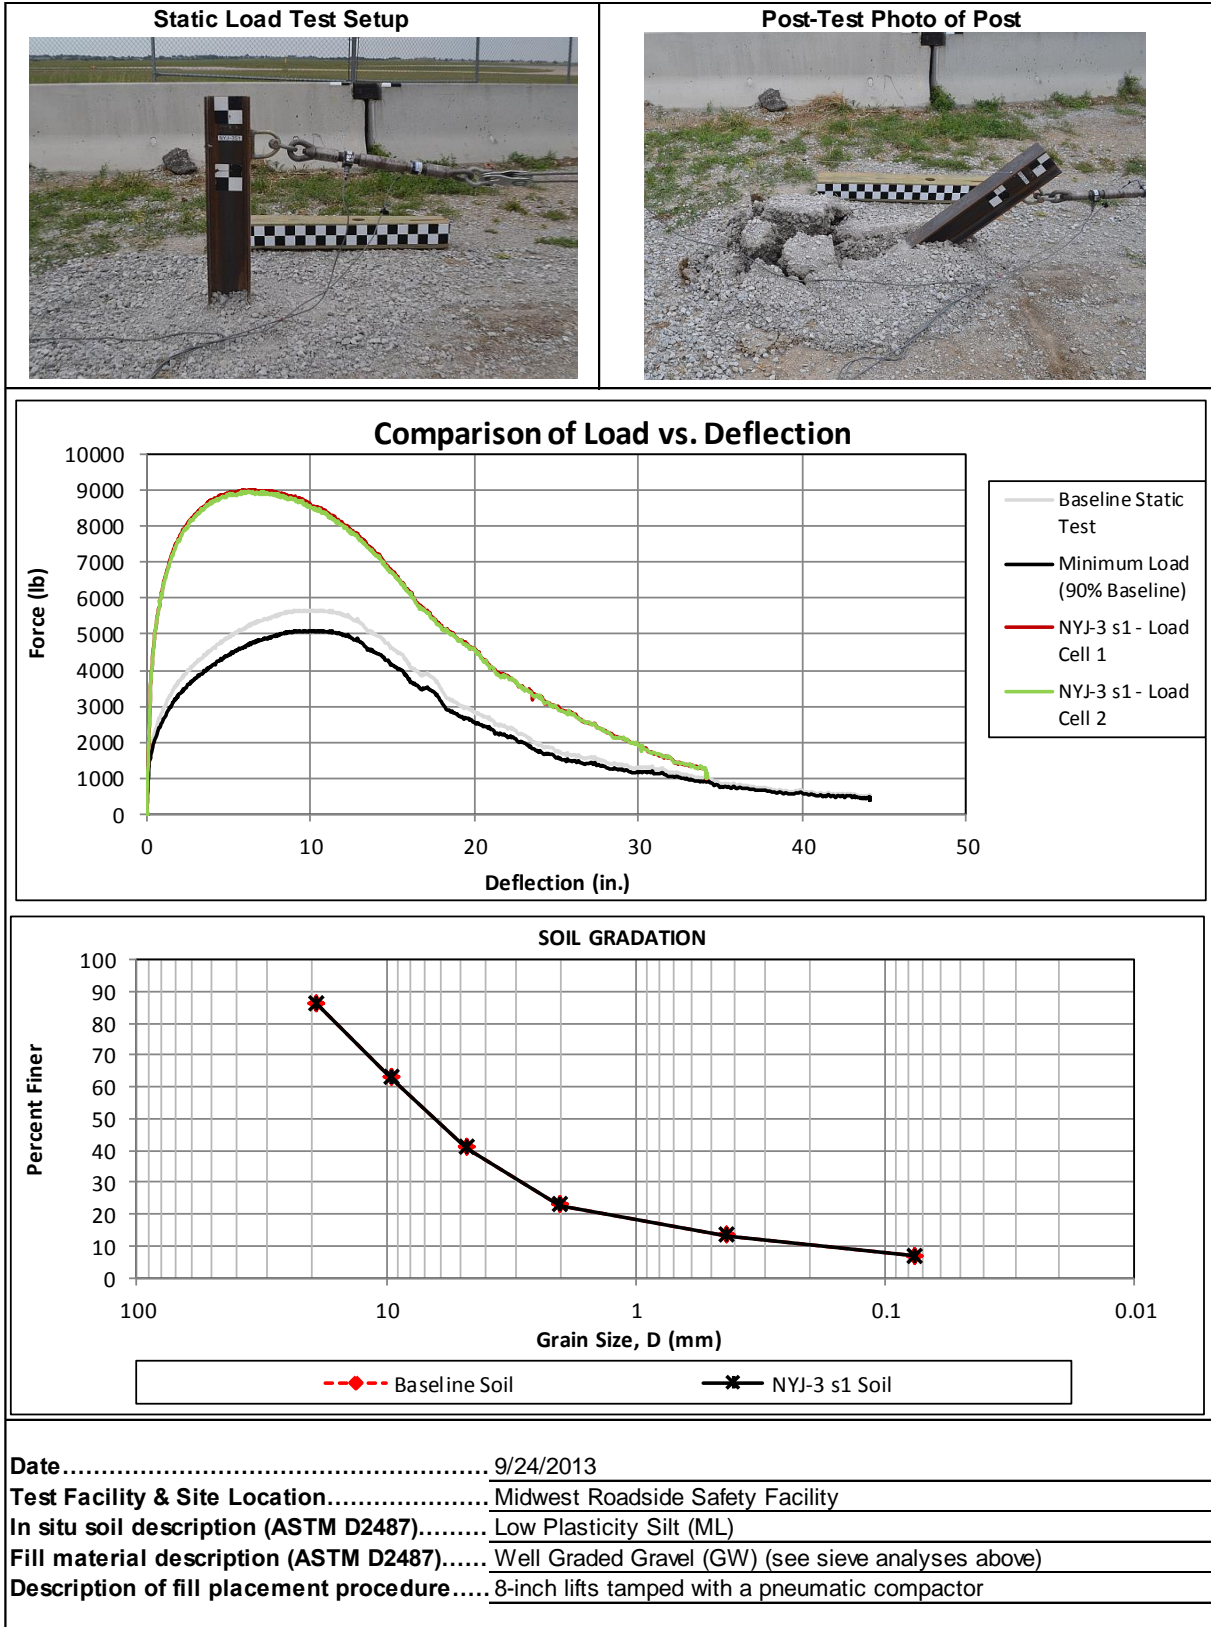 Static Load Test Setup
Post-Test Photo of Post
Comparison of Load vs. Deflection
Force (lb)
10000
9000
8000
7000
6000
5000
4000
3000
2000
1000
0
0 10 20 30 40 50
Deflection (in.)
Baseline Static
Test
Minimum Load
(90% Baseline)
NYJ-3 s1 - Load
Cell 1
NYJ-3 s1 - Load
Cell 2
SOIL GRADATION
Percent Finer
100
90
80
70
60
50
40
30
20
10
0
100 10 1 0.1 0.01
Grain Size, D (mm)
Baseline Soil NYJ-3 s1 Soil
Date.................................................. 9/24/2013
Test Facility & Site Location................... Midwest Roadside Safety Facility
In situ soil description (ASTM D2487)........ Low Plasticity Silt (ML)
Fill material description (ASTM D2487)...... Well Graded Gravel (GW) (see sieve analyses above)
Description of fill placement procedure..... 8-inch lifts tamped with a pneumatic compactor